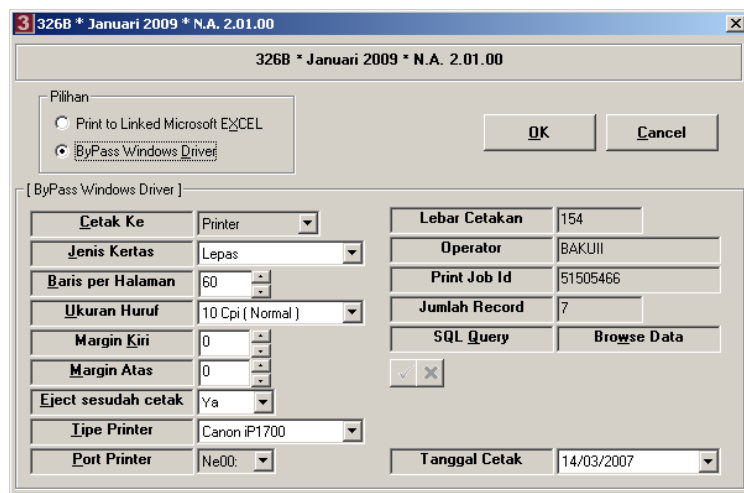 3 326B * Januari 2009 * N.A. 2.01.00
326B * Januari 2009 * N.A. 2.01.00
Pilihan
Print to Linked Microsoft EXCEL
ByPass Windows Driver
OK
Cancel
[ ByPass Windows Driver ]
Cetak Ke Printer
Jenis Kertas Lepas
Baris per Halaman 60
Ukuran Huruf 10 Cpi ( Normal )
Margin Kiri 0
Margin Atas 0
Eject sesudah cetak Ya
Tipe Printer Canon iP1700
Port Printer Ne00:
Lebar Cetakan 154
Operator BAKUII
Print Job Id 51505466
Jumlah Record 7
SQL Query Browse Data
Tanggal Cetak 14/03/2007